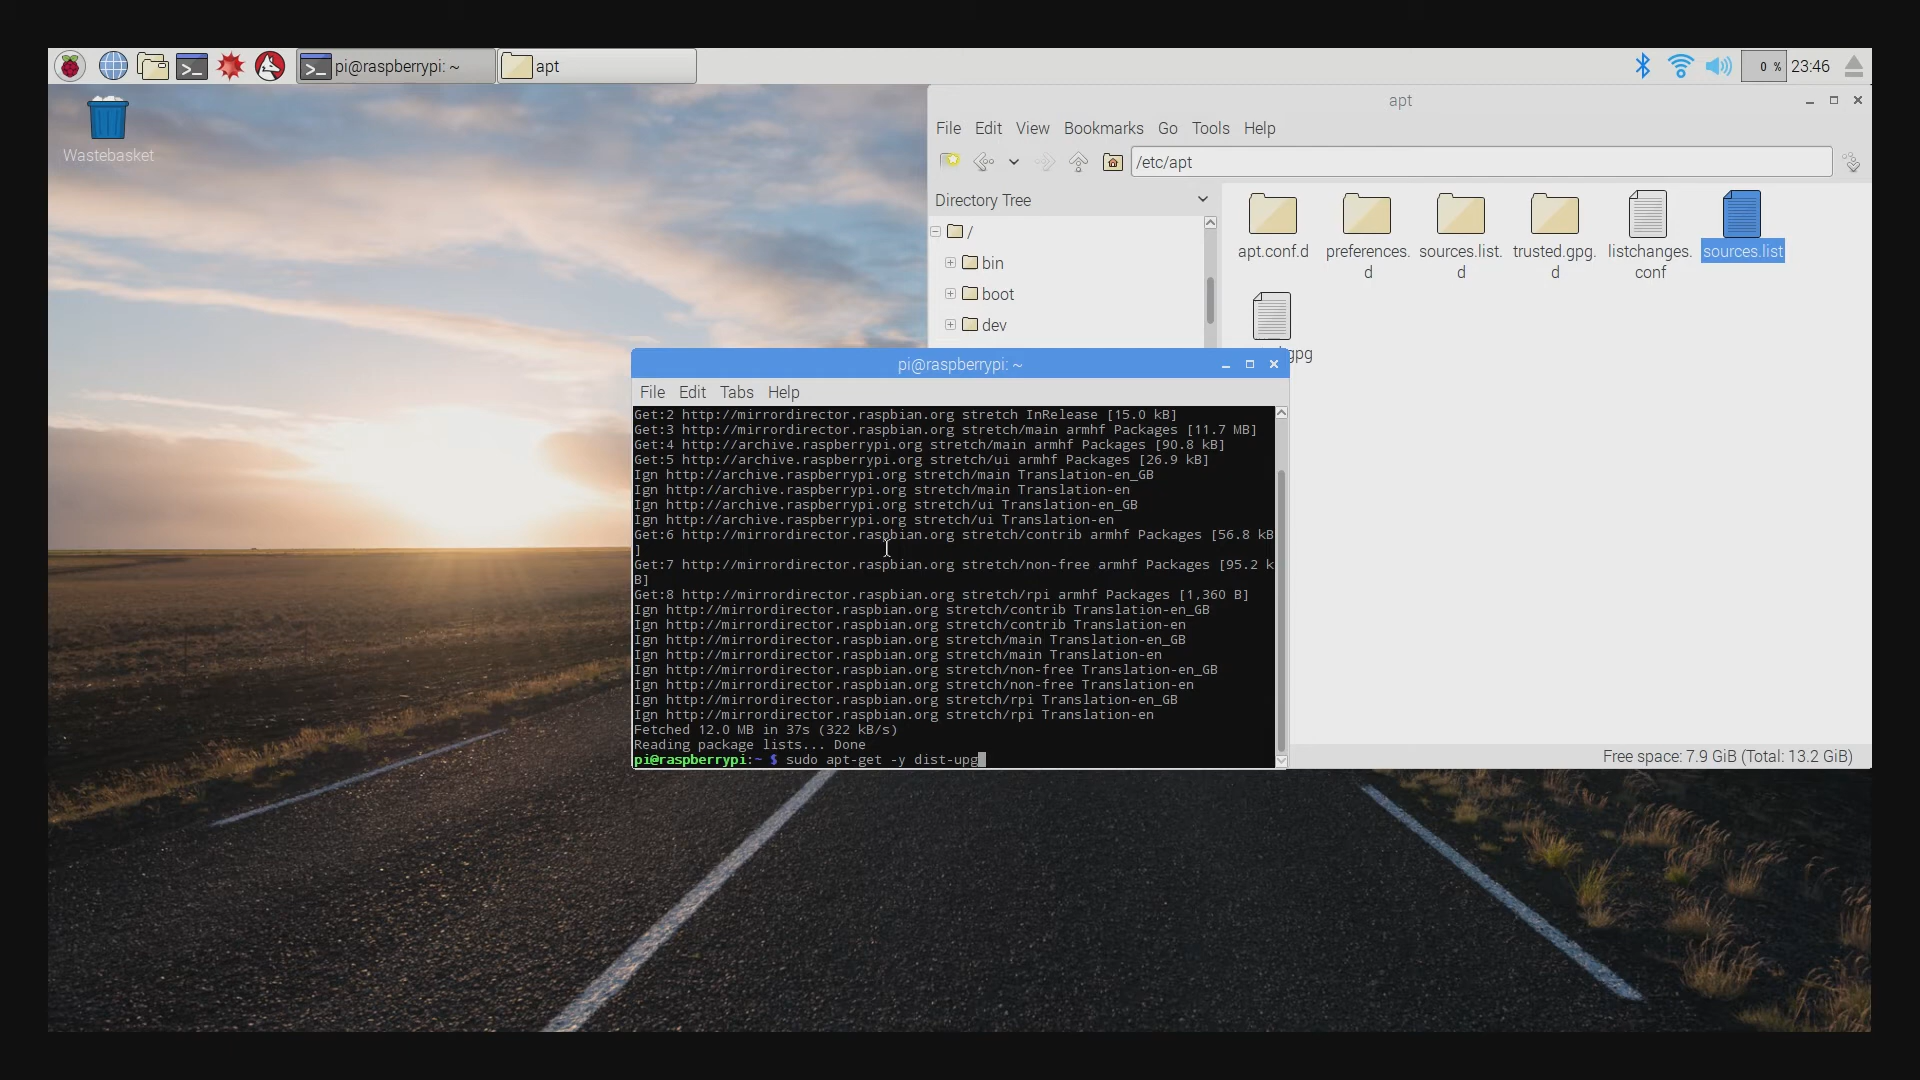 pi@raspberrypi: ~
apt
0 %
23:46
Wastebasket
apt
File Edit View Bookmarks Go Tools Help
/etc/apt
Directory Tree
/
bin
boot
dev
apt.conf.d
preferences.
d
sources.list.
d
trusted.gpg.
d
listchanges.
conf
sources.list
gpg
pi@raspberrypi: ~
File Edit Tabs Help
Get:2 http://mirrordirector.raspbian.org stretch InRelease [15.0 kB]
Get:3 http://mirrordirector.raspbian.org stretch/main armhf Packages [11.7 MB]
Get:4 http://archive.raspberrypi.org stretch/main armhf Packages [90.8 kB]
Get:5 http://archive.raspberrypi.org stretch/ui armhf Packages [26.9 kB]
Ign http://archive.raspberrypi.org stretch/main Translation-en_GB
Ign http://archive.raspberrypi.org stretch/main Translation-en
Ign http://archive.raspberrypi.org stretch/ui Translation-en_GB
Ign http://archive.raspberrypi.org stretch/ui Translation-en
Get:6 http://mirrordirector.raspbian.org stretch/contrib armhf Packages [56.8 kB
]
Get:7 http://mirrordirector.raspbian.org stretch/non-free armhf Packages [95.2 k
B]
Get:8 http://mirrordirector.raspbian.org stretch/rpi armhf Packages [1,360 B]
Ign http://mirrordirector.raspbian.org stretch/contrib Translation-en_GB
Ign http://mirrordirector.raspbian.org stretch/contrib Translation-en
Ign http://mirrordirector.raspbian.org stretch/main Translation-en_GB
Ign http://mirrordirector.raspbian.org stretch/main Translation-en
Ign http://mirrordirector.raspbian.org stretch/non-free Translation-en_GB
Ign http://mirrordirector.raspbian.org stretch/non-free Translation-en
Ign http://mirrordirector.raspbian.org stretch/rpi Translation-en_GB
Ign http://mirrordirector.raspbian.org stretch/rpi Translation-en
Fetched 12.0 MB in 37s (322 kB/s)
Reading package lists... Done
pi@raspberrypi:~ $ sudo apt-get -y dist-upg
Free space: 7.9 GiB (Total: 13.2 GiB)